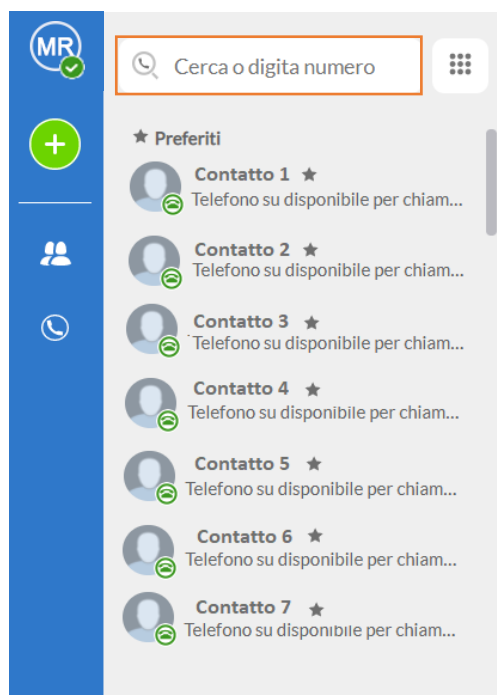 MR
Cerca o digita numero
Preferiti
Contatto 1
Telefono su disponibile per chiam...
Contatto 2
Telefono su disponibile per chiam...
Contatto 3
Telefono su disponibile per chiam...
Contatto 4
Telefono su disponibile per chiam...
Contatto 5
Telefono su disponibile per chiam...
Contatto 6
Telefono su disponibile per chiam...
Contatto 7
Telefono su disponibile per chiam...